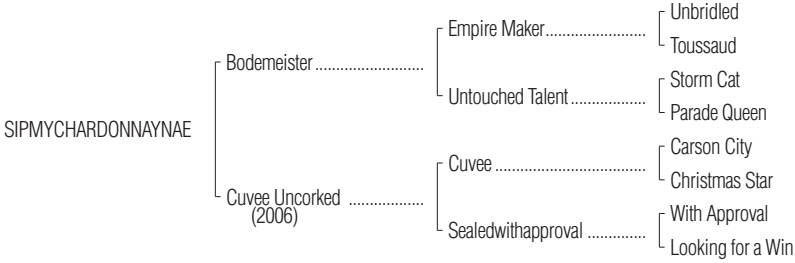 Unbridled
Empire Maker........................
Toussaud
Bodemeister..........................
Storm Cat
Untouched Talent..................
Parade Queen
SIPMYCHARDONNAYNAE
Carson City
Cuvee ....................................
Christmas Star
Cuvee Uncorked ..................
(2006)
With Approval
Sealedwithapproval ..............
Looking for a Win